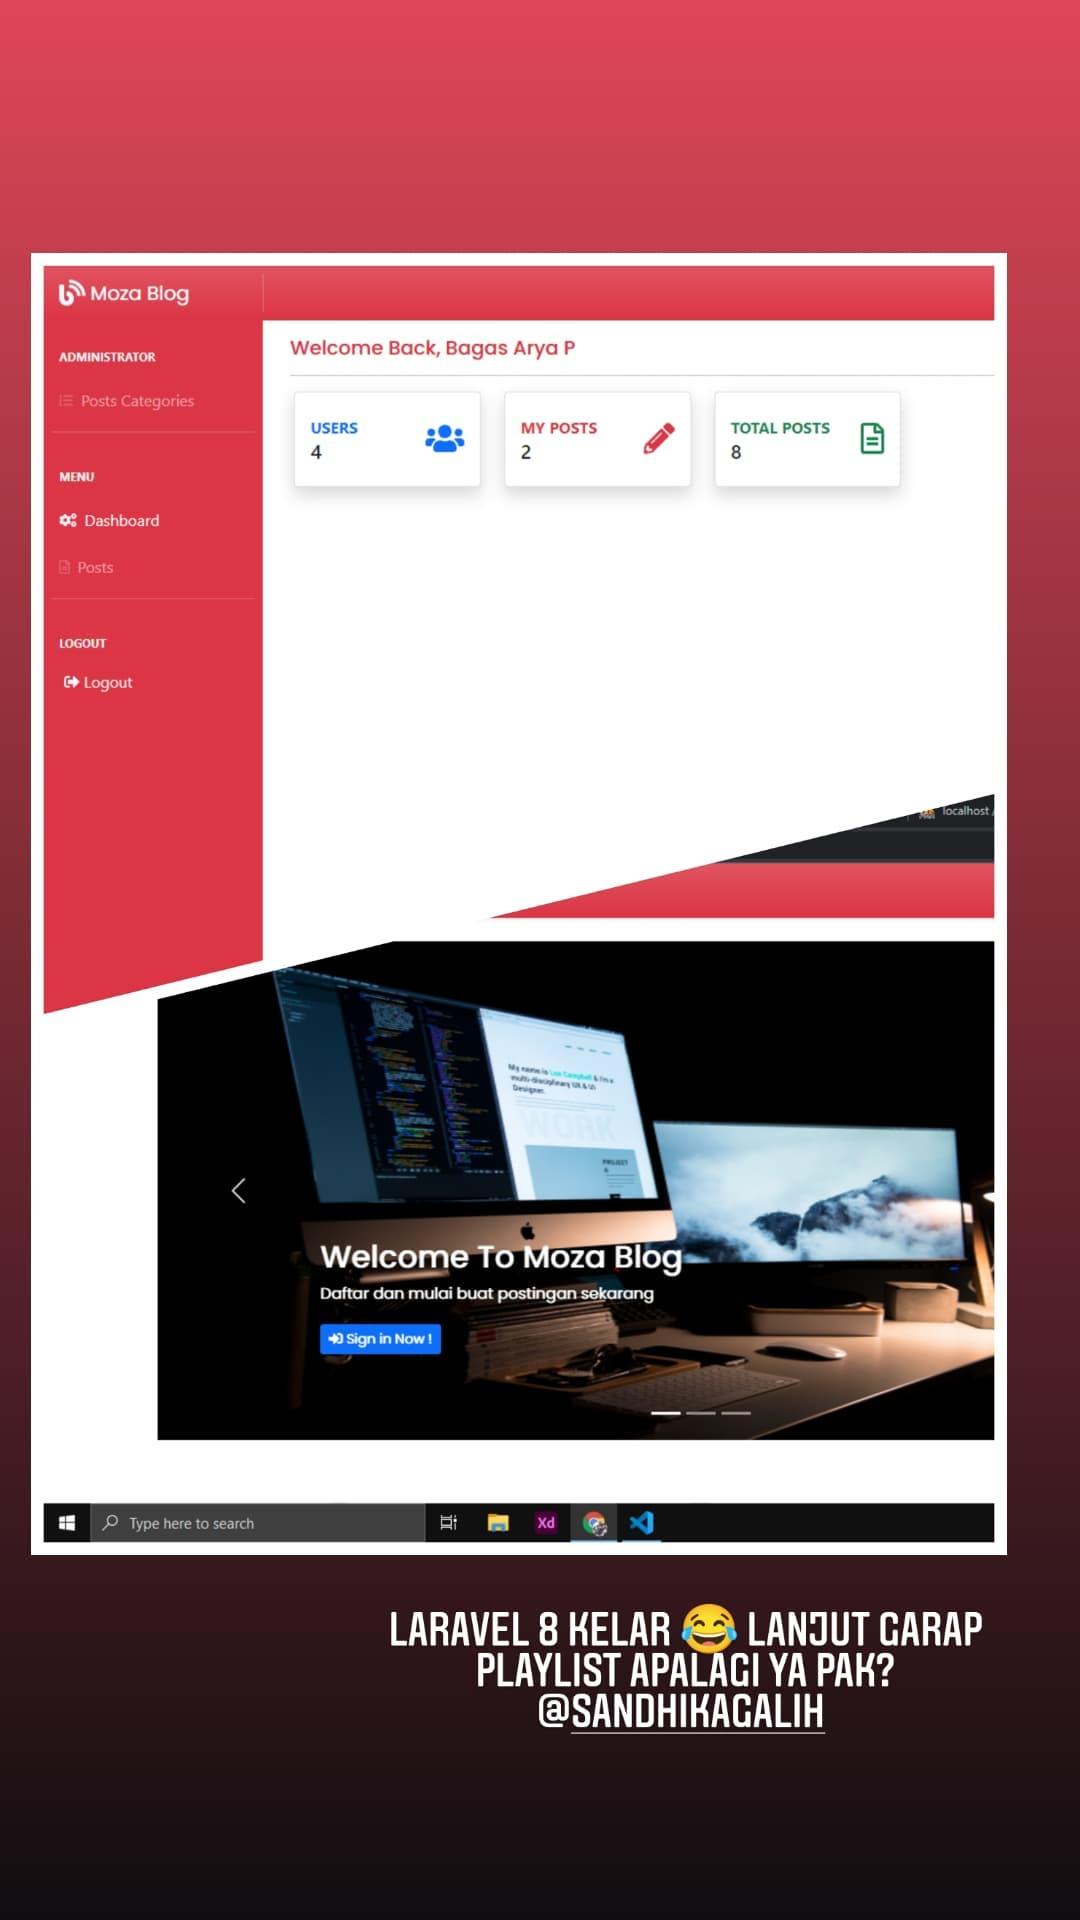 Moza Blog
Welcome Back, Bagas Arya P
ADMINISTRATOR
Posts Categories
USERS
4
MY POSTS
2
TOTAL POSTS
8
MENU
Dashboard
Posts
LOGOUT
Logout
localhost /
My name is Lon Campbell & I'm a
multi-disciplinary UX & UI
Designer.
WORK
PROJECT
Welcome To Moza Blog
Daftar dan mulai buat postingan sekarang
Sign in Now !
Type here to search
Xd
LARAVEL 8 KELAR 😂 LANJUT GARAP
PLAYLIST APALAGI YA PAK?
@SANDHIKAGALIH